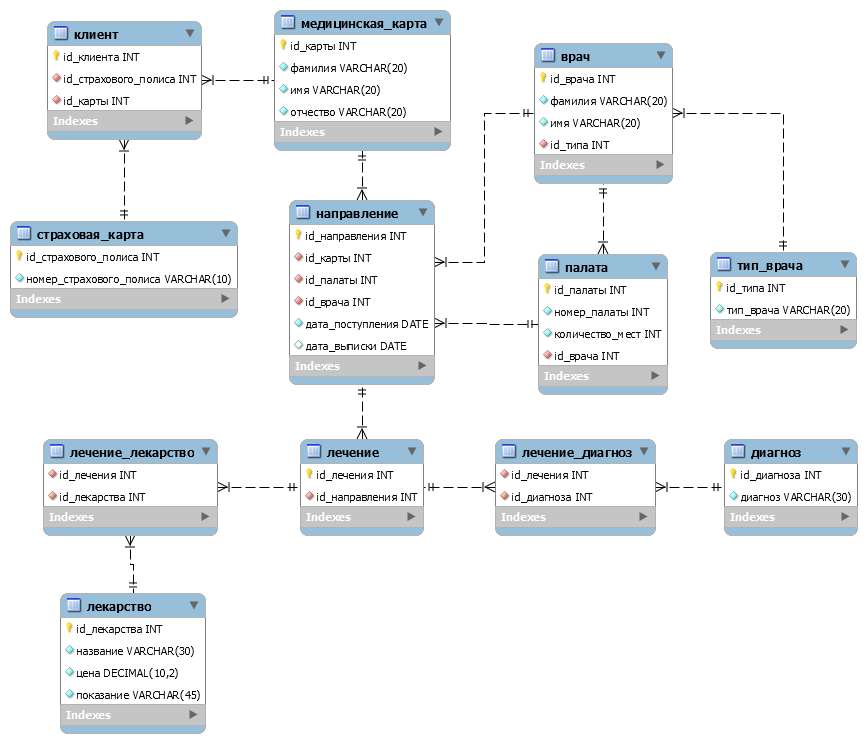 клиент
id_клиента INT
id_страхового_полиса INT
id_карты INT
Indexes
медицинская_карта
id_карты INT
фамилия VARCHAR(20)
имя VARCHAR(20)
отчество VARCHAR(20)
Indexes
врач
id_врача INT
фамилия VARCHAR(20)
имя VARCHAR(20)
id_типа INT
Indexes
страховая_карта
id_страхового_полиса INT
номер_страхового_полиса VARCHAR(10)
Indexes
направление
id_направления INT
id_карты INT
id_палаты INT
id_врача INT
дата_поступления DATE
дата_выписки DATE
Indexes
палата
id_палаты INT
номер_палаты INT
количество_мест INT
id_врача INT
Indexes
тип_врача
id_типа INT
тип_врача VARCHAR(20)
Indexes
лечение_лекарство
id_лечения INT
id_лекарства INT
Indexes
лечение
id_лечения INT
id_направления INT
Indexes
лечение_диагноз
id_лечения INT
id_диагноза INT
Indexes
диагноз
id_диагноза INT
диагноз VARCHAR(30)
Indexes
лекарство
id_лекарства INT
название VARCHAR(30)
цена DECIMAL(10,2)
показание VARCHAR(45)
Indexes